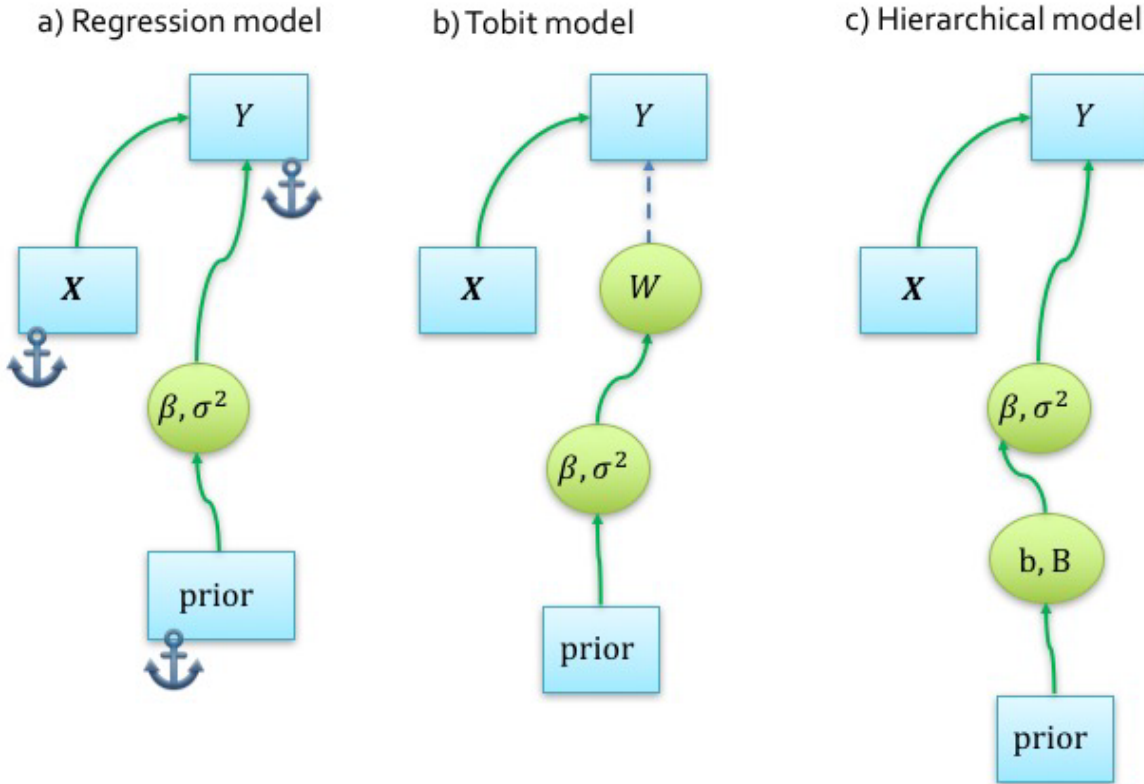 a) Regression model
Y
X
β, σ²
prior
b) Tobit model
Y
X
W
β, σ²
prior
c) Hierarchical model
Y
X
β, σ²
b, B
prior